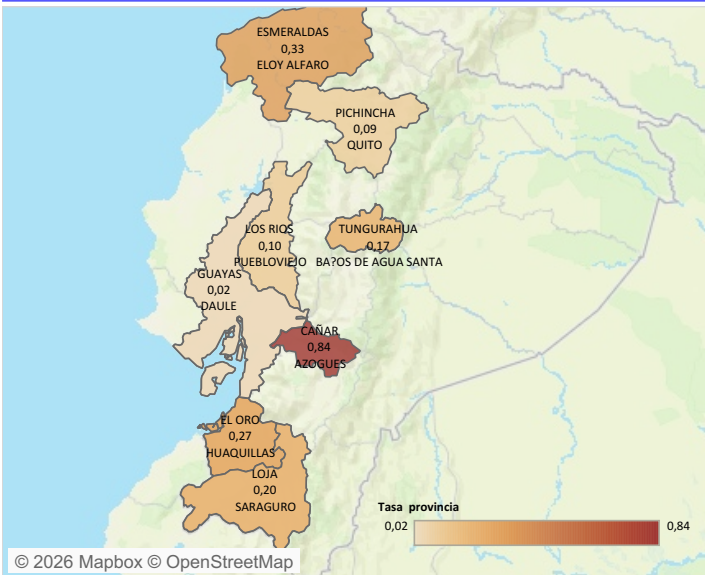 ESMERALDAS
0,33
ELOY ALFARO
PICHINCHA
0,09
QUITO
LOS RIOS
0,10
PUEBLOVIEJO
TUNGURAHUA
0,17
BA?OS DE AGUA SANTA
GUAYAS
0,02
DAULE
CAÑAR
0,84
AZOGUES
EL ORO
0,27
HUAQUILLAS
LOJA
0,20
SARAGURO
Tasa provincia
0,02
0,84
© 2026 Mapbox © OpenStreetMap